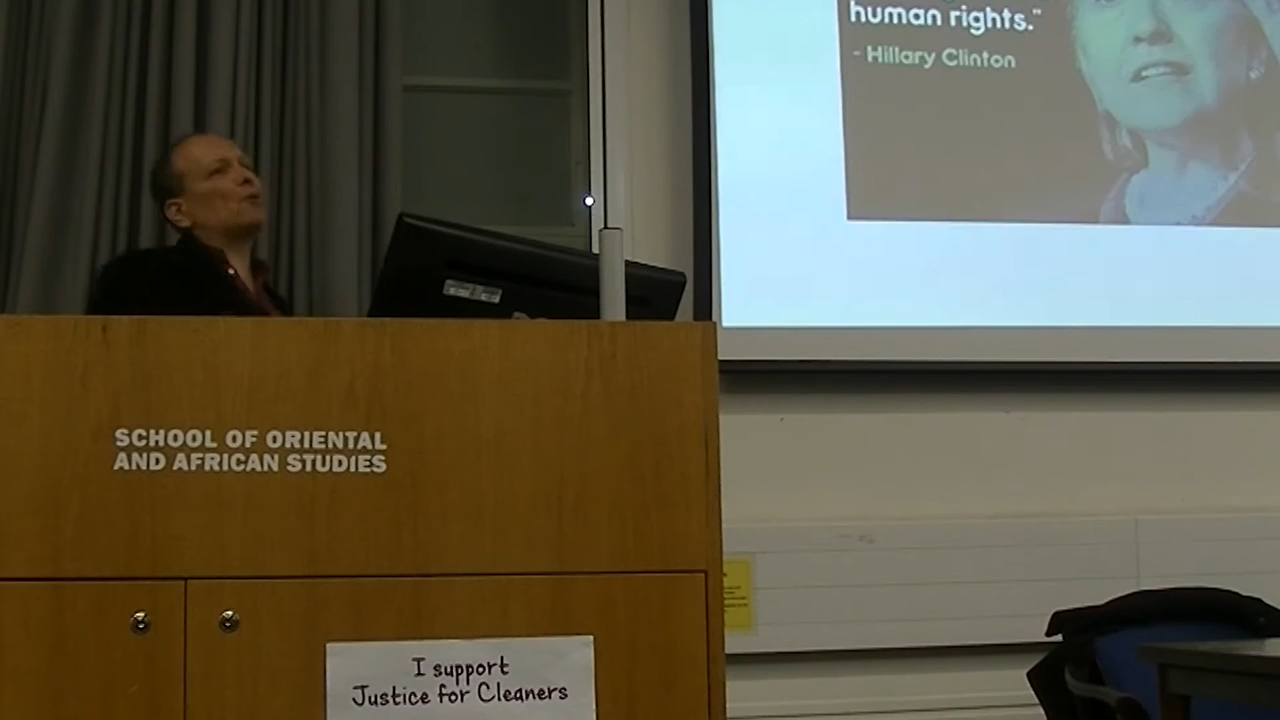 human rights."
- Hillary Clinton
SCHOOL OF ORIENTAL
AND AFRICAN STUDIES
I support
Justice for Cleaners